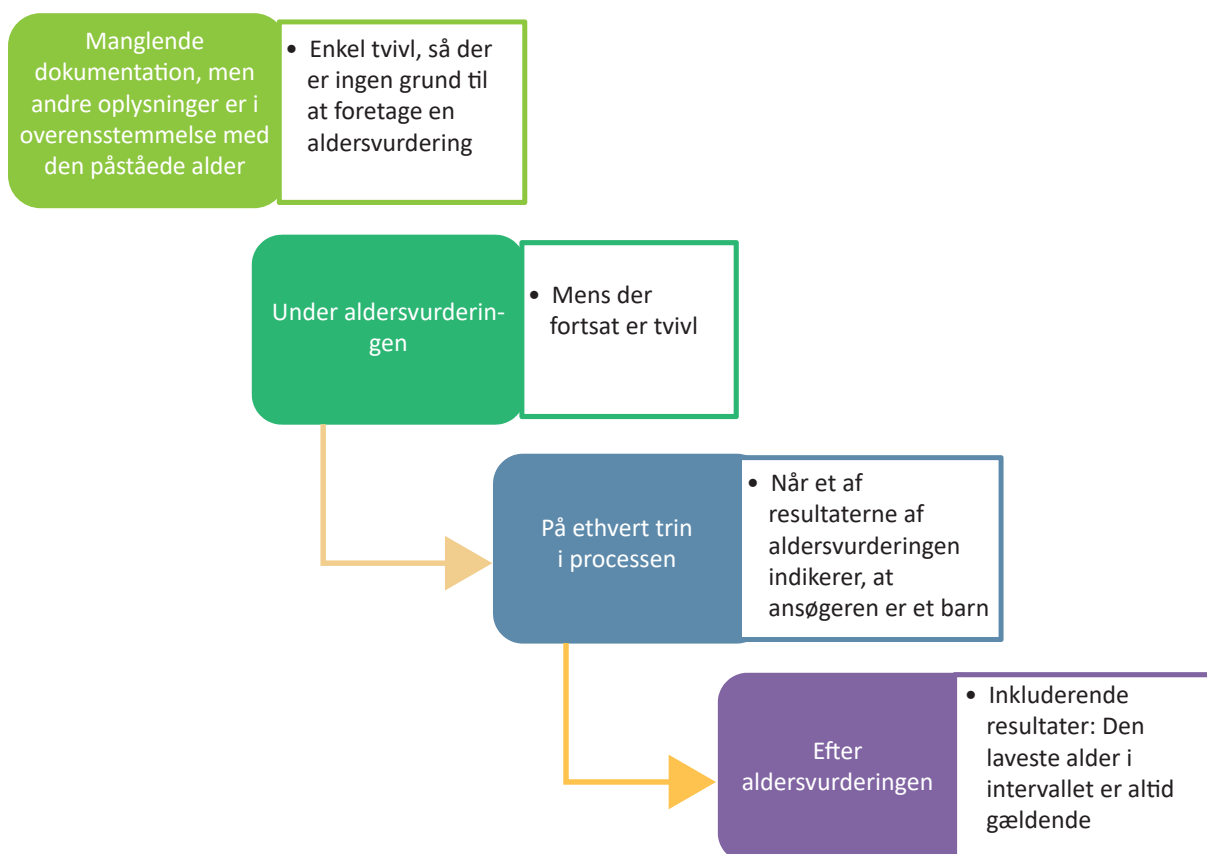 Manglende
dokumentation, men
andre oplysninger er i
overensstemmelse med
den påståede alder
• Enkel tvivl, så der
er ingen grund til
at foretage en
aldersvurdering
Under aldersvurderin-
gen
• Mens der
fortsat er tvivl
På ethvert trin
i processen
• Når et af
resultaterne af
aldersvurderingen
indikerer, at
ansøgeren er et barn
Efter
aldersvurderingen
• Inkluderende
resultater: Den
laveste alder i
intervallet er altid
gældende